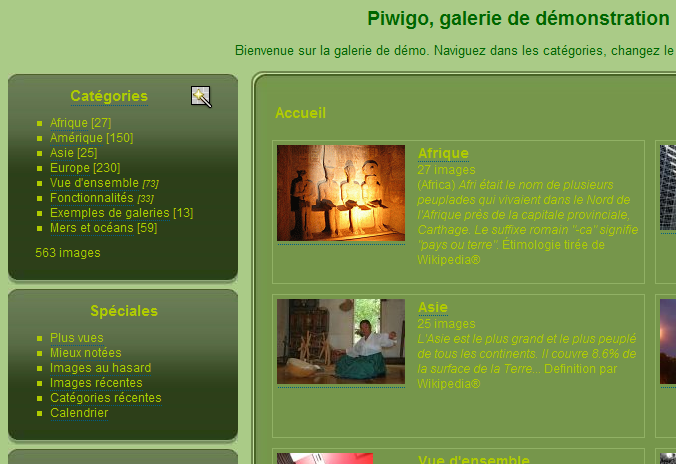 Piwigo, galerie de démonstration
Bienvenue sur la galerie de démo. Naviguez dans les catégories, changez le
Catégories
Afrique [27]
Amérique [150]
Asie [25]
Europe [230]
Vue d'ensemble [73]
Fonctionnalités [33]
Exemples de galeries [13]
Mers et océans [59]
563 images
Spéciales
Plus vues
Mieux notées
Images au hasard
Images récentes
Catégories récentes
Calendrier
Accueil
Afrique
27 images
(Africa) Afri était le nom de plusieurs
peuplades qui vivaient dans le Nord de
l'Afrique près de la capitale provinciale,
Carthage. Le suffixe romain "-ca" signifie
"pays ou terre". Étimologie tirée de
Wikipedia®
Asie
25 images
L'Asie est le plus grand et le plus peuplé
de tous les continents. Il couvre 8.6% de
la surface de la Terre... Definition par
Wikipedia®
Vue d'ensemble